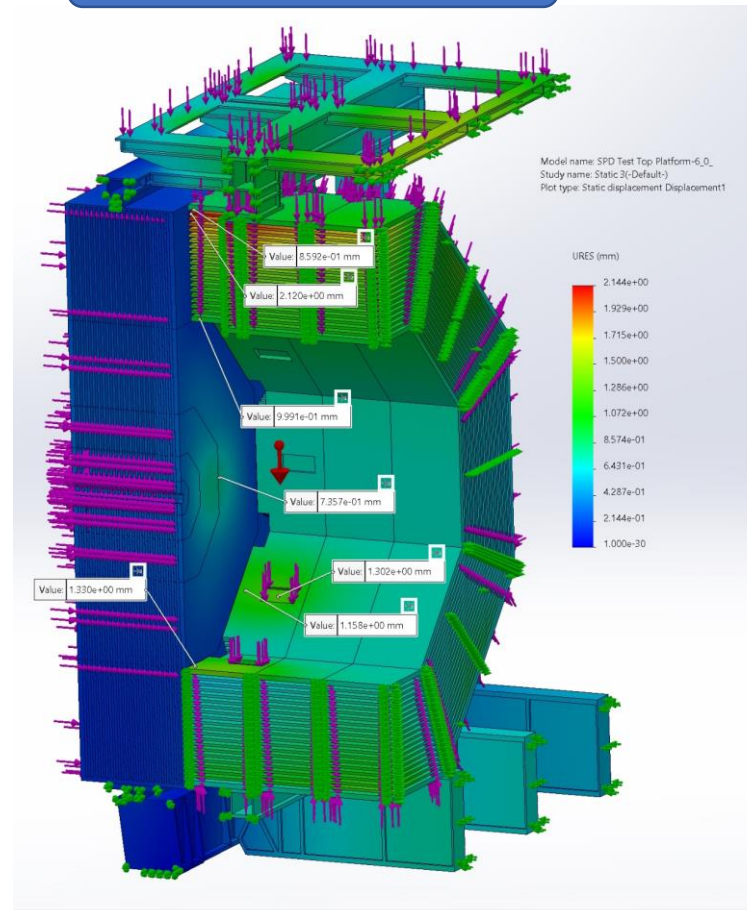 Model name: SPD Test Top Platform-6_0_
Study name: Static 3(-Default-)
Plot type: Static displacement Displacement1
URES (mm)
2.144e+00
1.929e+00
1.715e+00
1.500e+00
1.286e+00
1.072e+00
8.574e-01
6.431e-01
4.287e-01
2.144e-01
1.000e-30
Value: 8.592e-01 mm
Value: 2.120e+00 mm
Value: 9.991e-01 mm
Value: 7.357e-01 mm
Value: 1.302e+00 mm
Value: 1.330e+00 mm
Value: 1.158e+00 mm